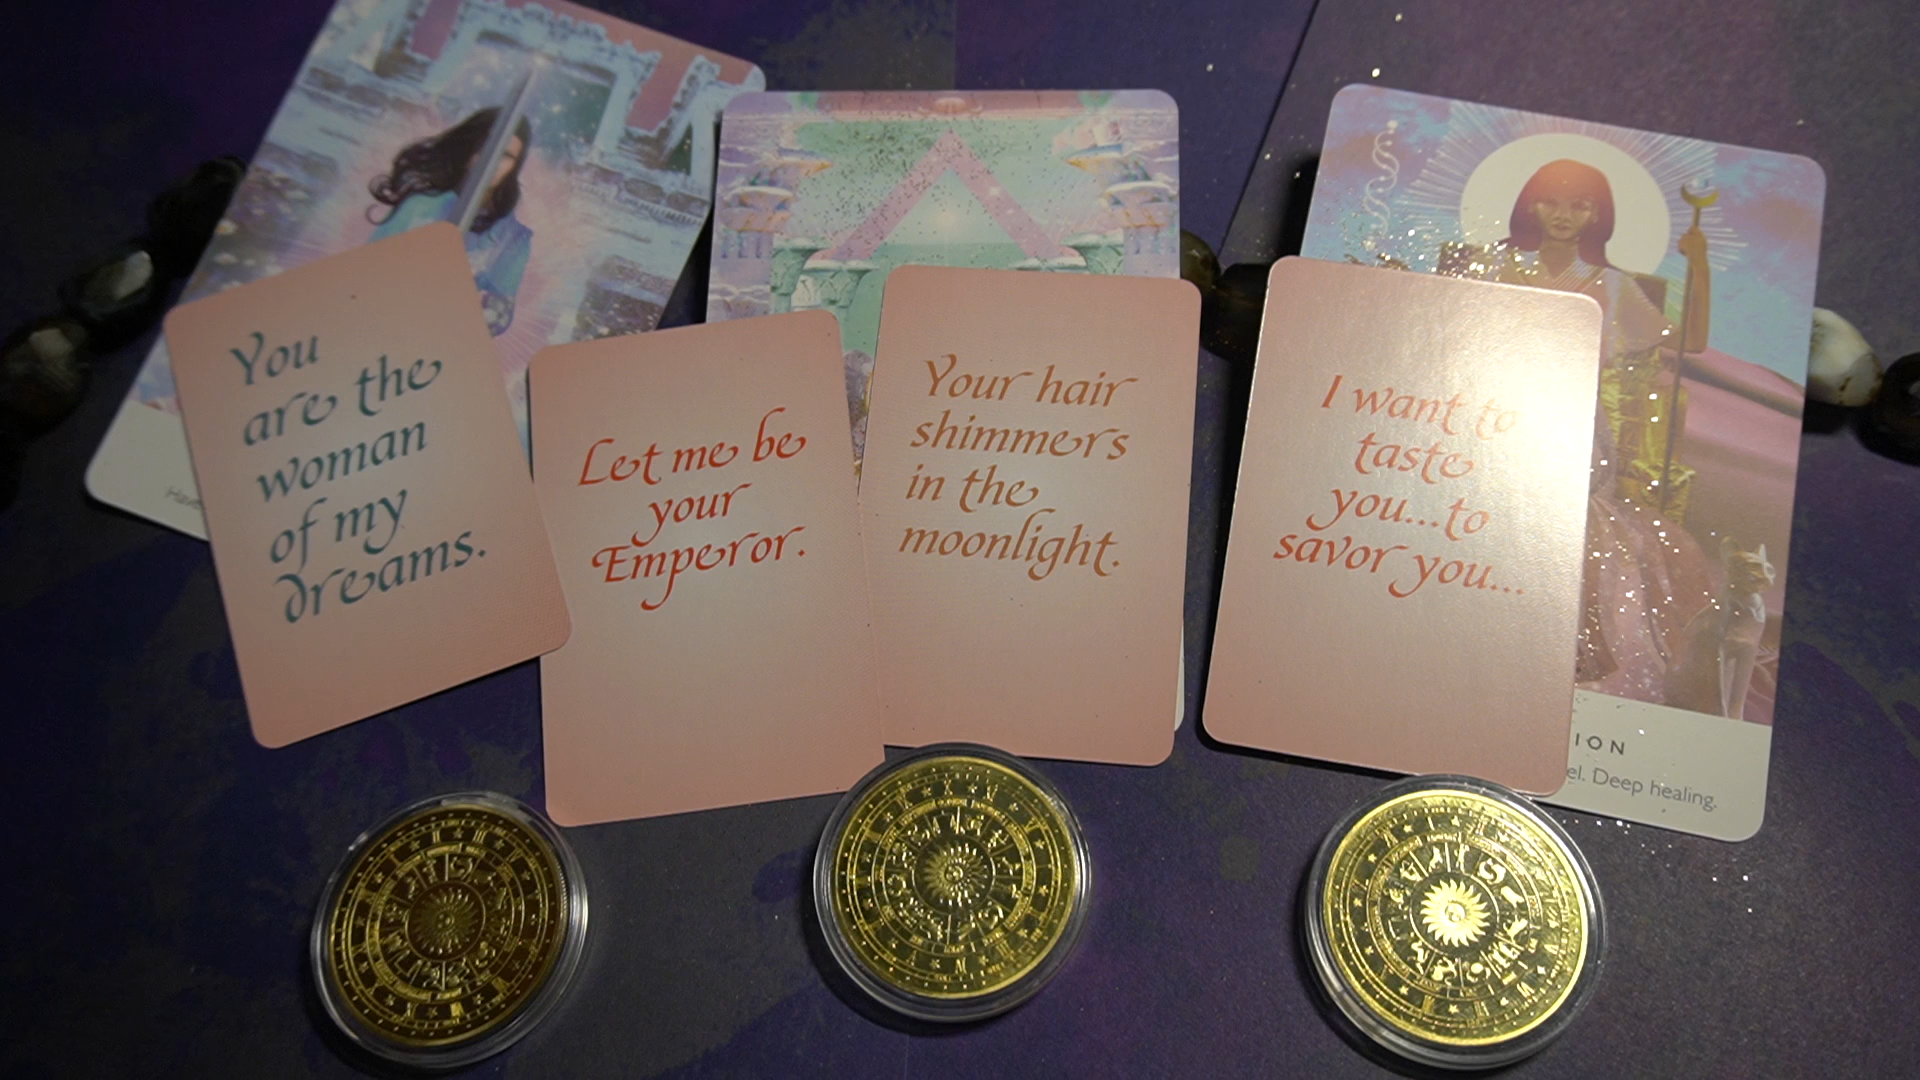 You
are the
woman
of my
dreams.
Let me be
your
Emperor.
Your hair
shimmers
in the
moonlight.
I want to
taste
you...to
savor you...
ION
el. Deep healing.